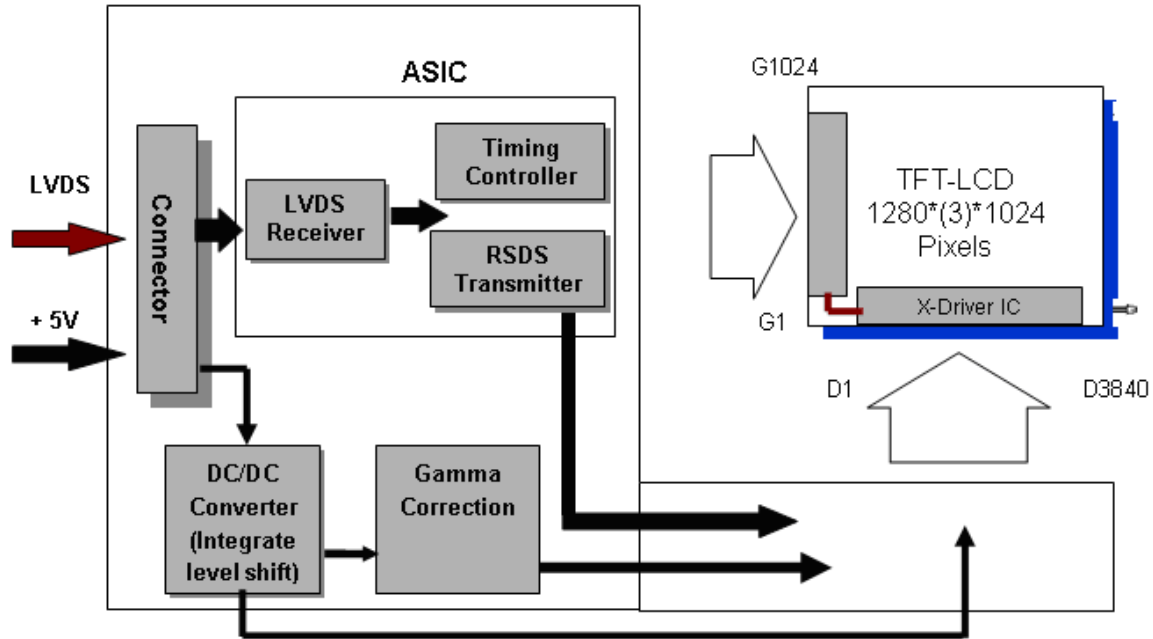 ASIC
G1024
LVDS
+ 5V
Connector
LVDS
Receiver
Timing
Controller
RSDS
Transmitter
TFT-LCD
1280*(3)*1024
Pixels
X-Driver IC
G1
D1
D3840
DC/DC
Converter
(Integrate
level shift)
Gamma
Correction